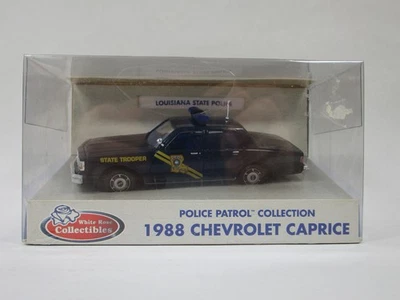 LOUISIANA STATE POLICE
STATE TROOPER
White Rose
Collectibles
POLICE PATROL™ COLLECTION
1988 CHEVROLET CAPRICE